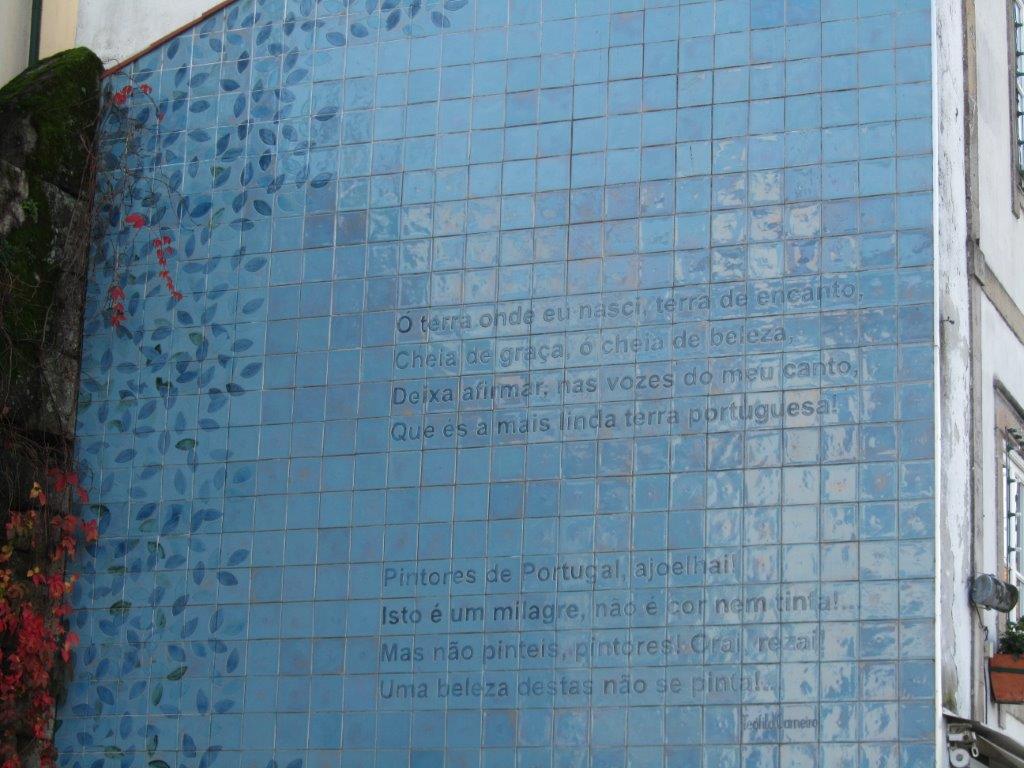 Ó terra onde eu nasci, terra de encanto,
Cheia de graça, ó cheia de beleza,
Deixa afirmar, nas vozes do meu canto,
Que és a mais linda terra portuguesa!
Pintores de Portugal, ajoelhai!
Isto é um milagre, não é cor nem tinta!...
Mas não pinteis, pintores! Orai, rezai!
Uma beleza destas não se pinta!...
Teófilo Carneiro